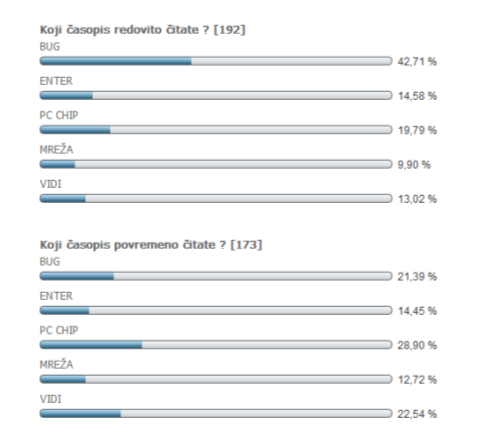 Koji časopis redovito čitate ? [192]
BUG
42,71 %
ENTER
14,58 %
PC CHIP
19,79 %
MREŽA
9,90 %
VIDI
13,02 %
Koji časopis povremeno čitate ? [173]
BUG
21,39 %
ENTER
14,45 %
PC CHIP
28,90 %
MREŽA
12,72 %
VIDI
22,54 %